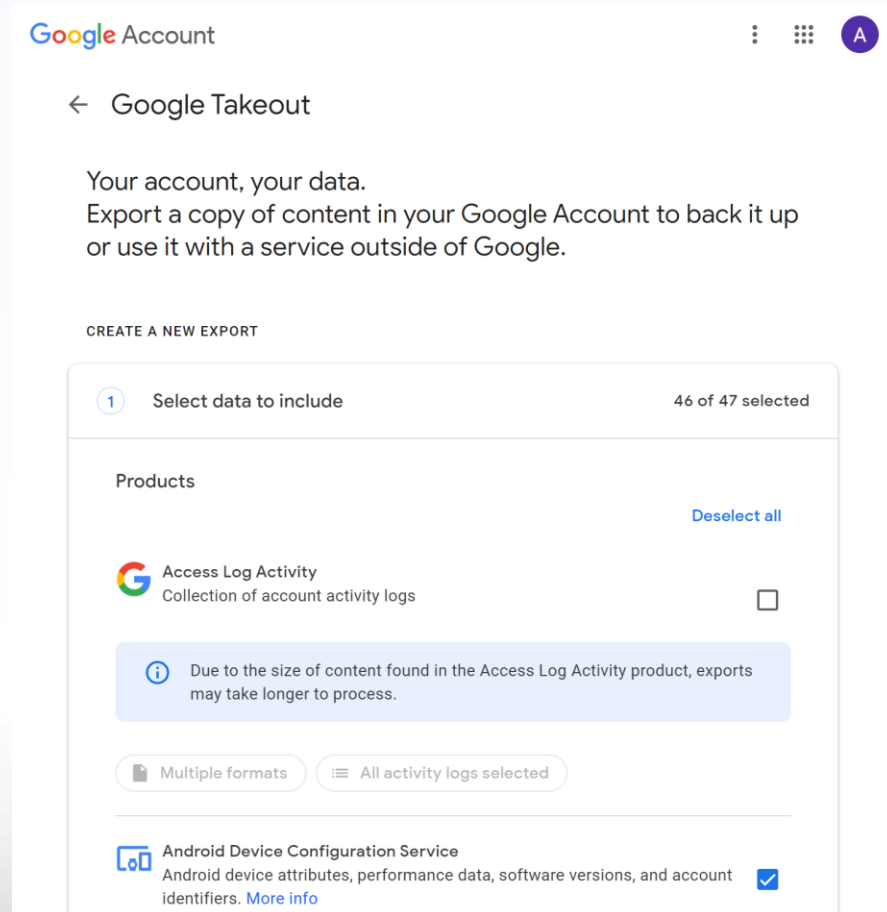 Google Account
A
Google Takeout
Your account, your data.
Export a copy of content in your Google Account to back it up
or use it with a service outside of Google.
CREATE A NEW EXPORT
1 Select data to include 46 of 47 selected
Products
Deselect all
Access Log Activity
Collection of account activity logs
Due to the size of content found in the Access Log Activity product, exports
may take longer to process.
Multiple formats All activity logs selected
Android Device Configuration Service
Android device attributes, performance data, software versions, and account
identifiers. More info